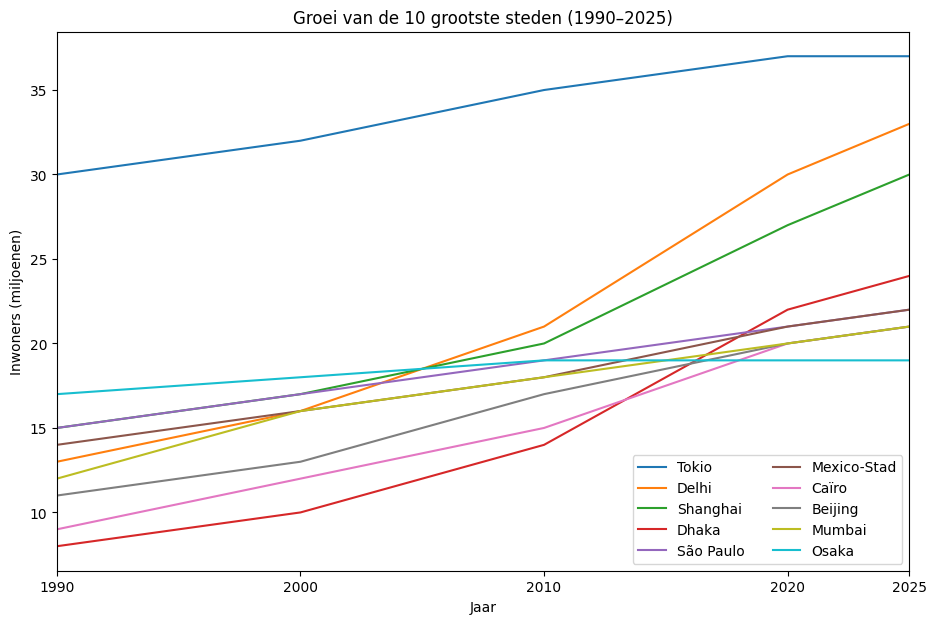 Groei van de 10 grootste steden (1990–2025)
Inwoners (miljoenen)
35
30
25
20
15
10
1990
2000
2010
2020
2025
Jaar
Tokio
Delhi
Shanghai
Dhaka
São Paulo
Mexico-Stad
Caïro
Beijing
Mumbai
Osaka